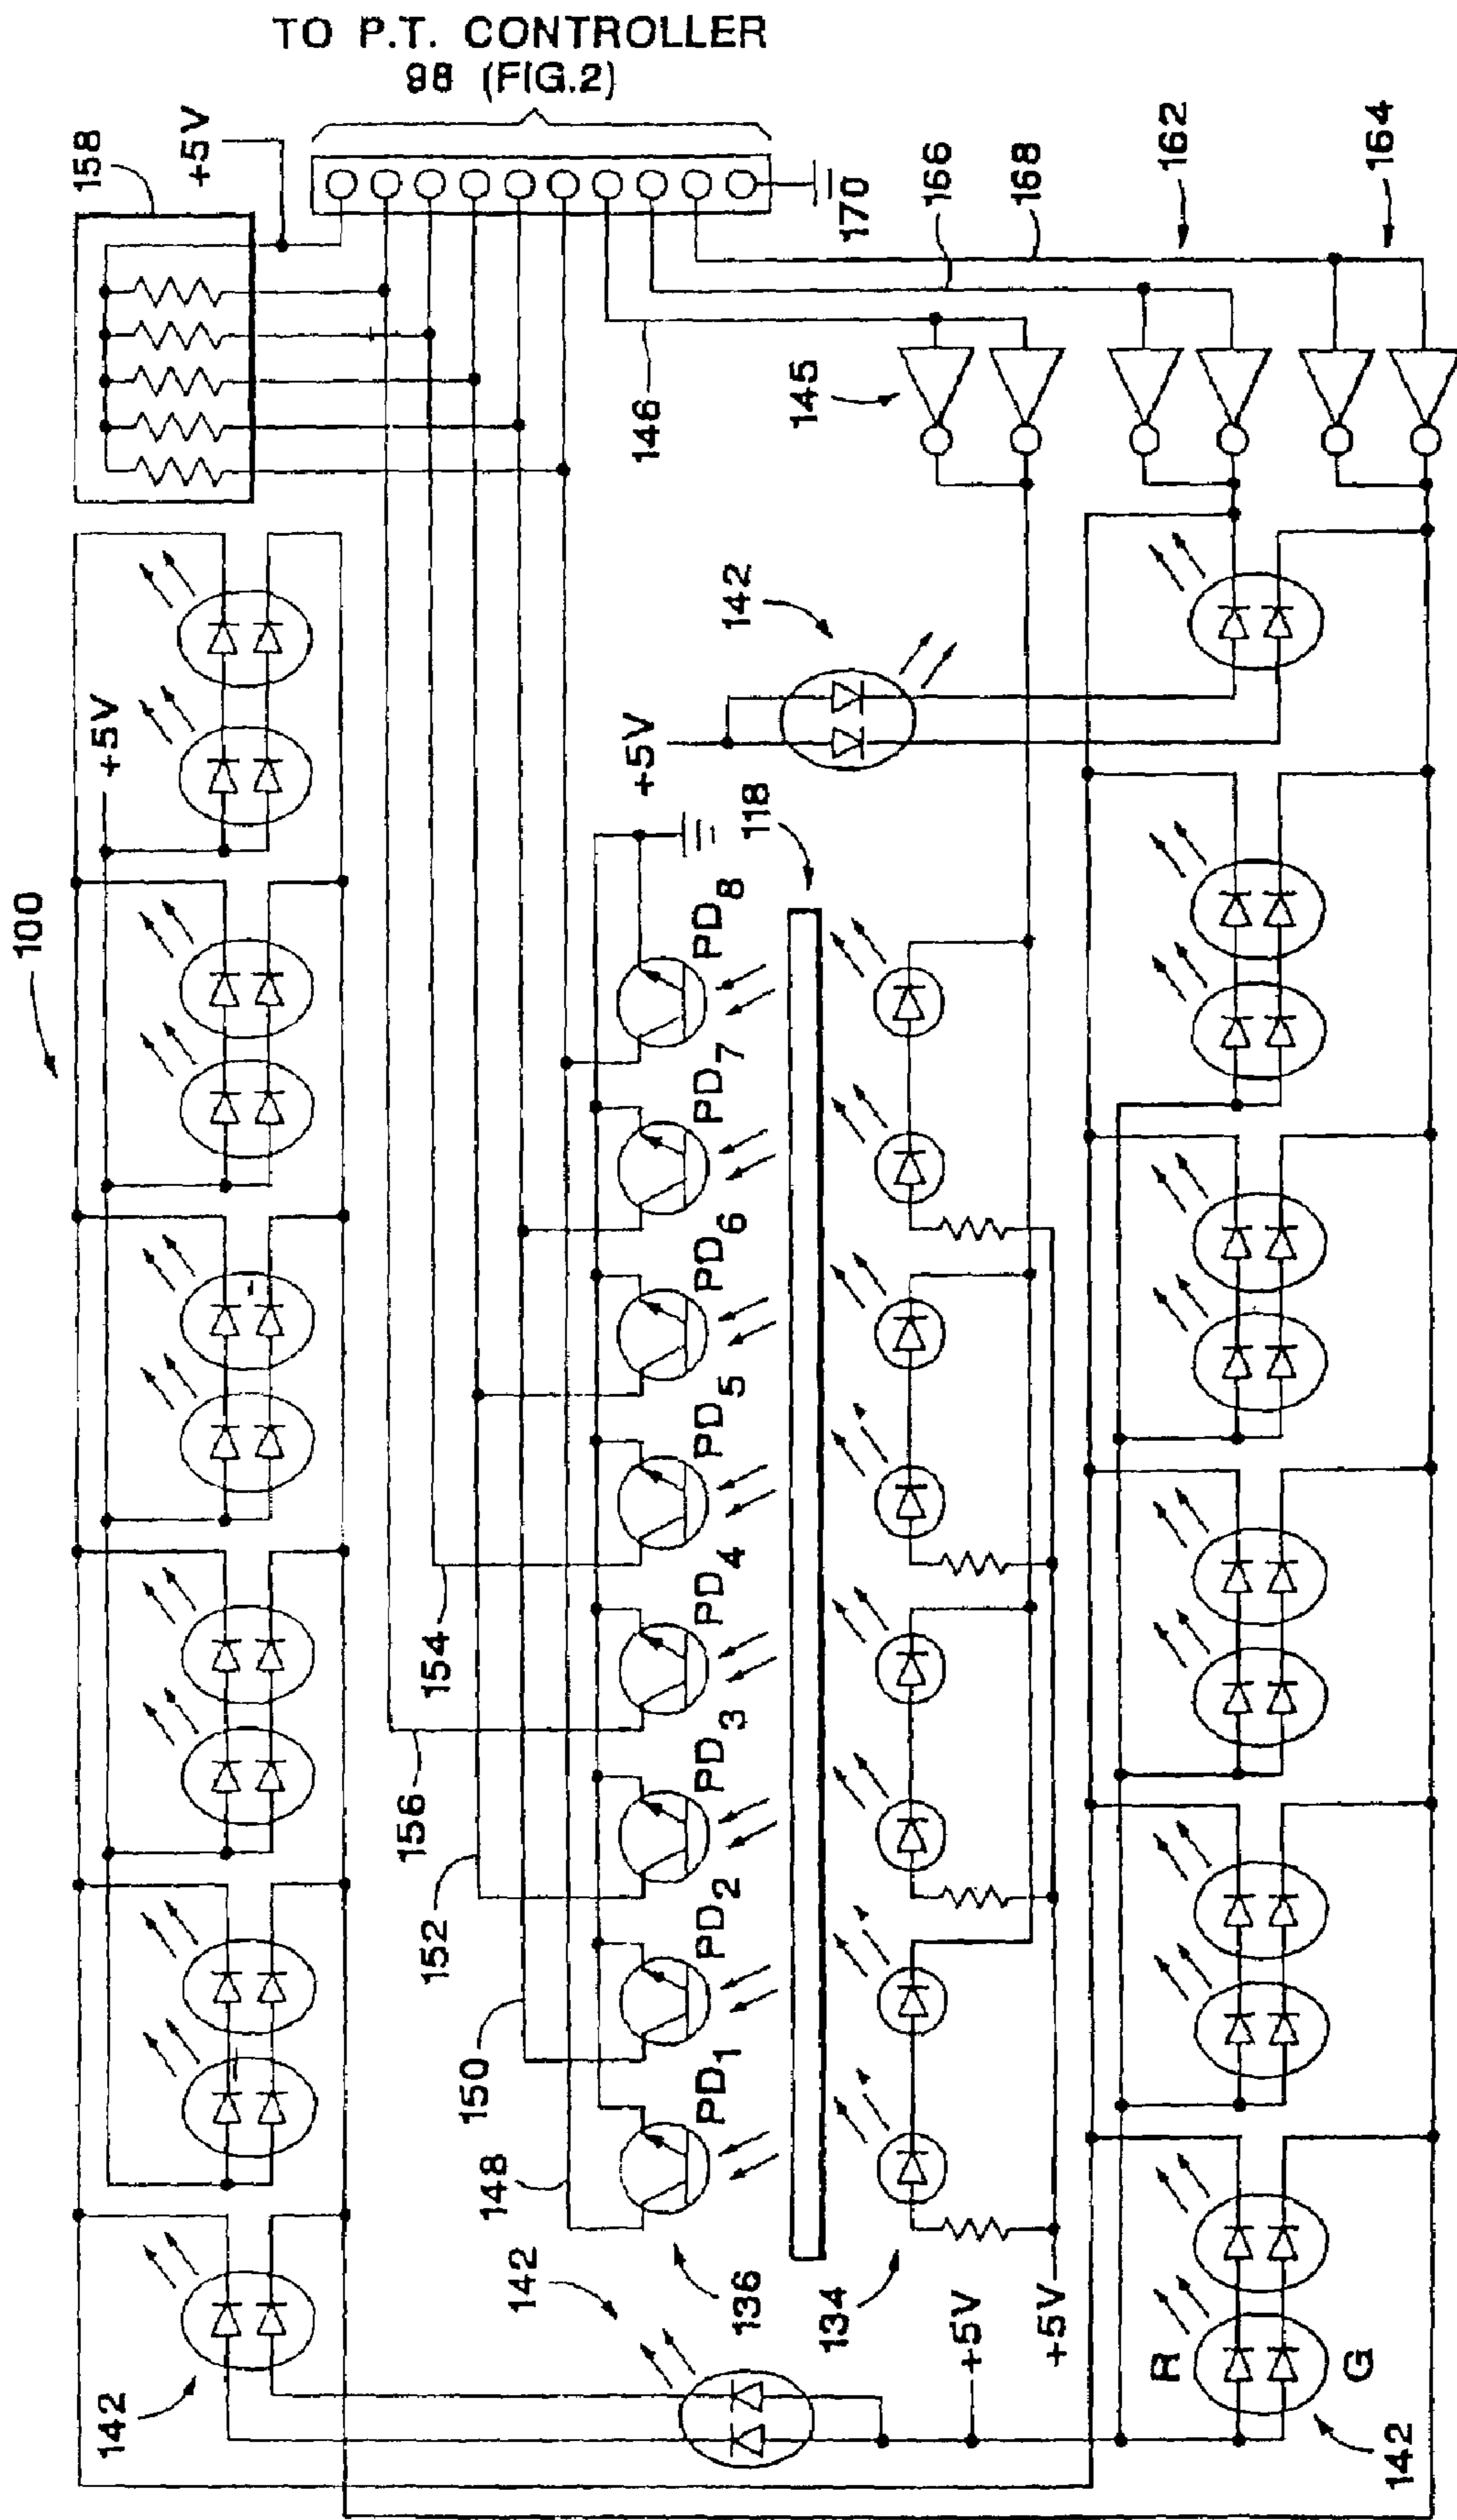 TO P.T. CONTROLLER
98 (FIG.2)
158
+5V
170
166
168
162
164
146
145
100
+5V
142
+5V
118
PD8
PD7
PD6
PD5
PD4
PD3
PD2
PD1
154
156
152
150
148
142
136
134
+5V
+5V
142
R
G
142